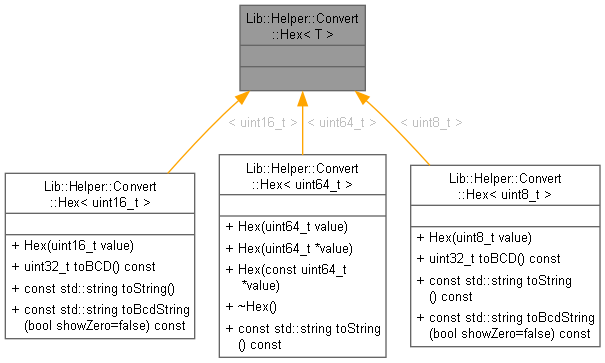 Lib::Helper::Convert
::Hex< T >
< uint16_t >
< uint64_t >
< uint8_t >
Lib::Helper::Convert
::Hex< uint16_t >
+ Hex(uint16_t value)
+ uint32_t toBCD() const
+ const std::string toString()
+ const std::string toBcdString
(bool showZero=false) const
Lib::Helper::Convert
::Hex< uint64_t >
+ Hex(uint64_t value)
+ Hex(uint64_t *value)
+ Hex(const uint64_t
*value)
+ ~Hex()
+ const std::string toString
() const
Lib::Helper::Convert
::Hex< uint8_t >
+ Hex(uint8_t value)
+ uint32_t toBCD() const
+ const std::string toString
() const
+ const std::string toBcdString
(bool showZero=false) const